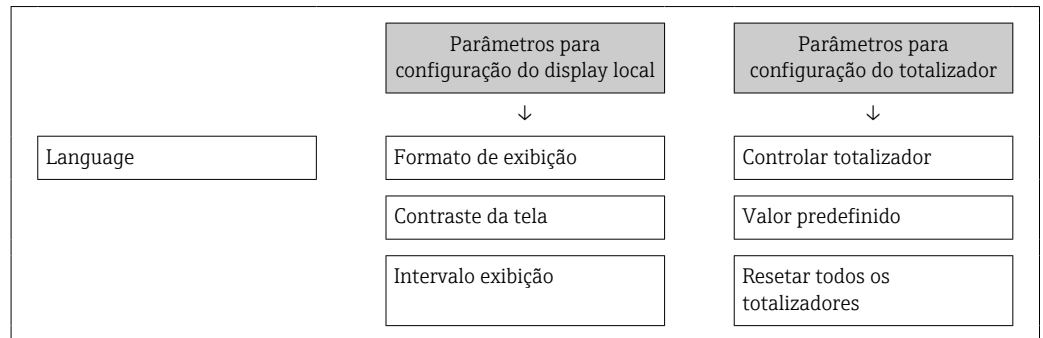 Parâmetros para
configuração do display local
Parâmetros para
configuração do totalizador
↓
↓
Language
Formato de exibição
Controlar totalizador
Contraste da tela
Valor predefinido
Intervalo exibição
Resetar todos os
totalizadores